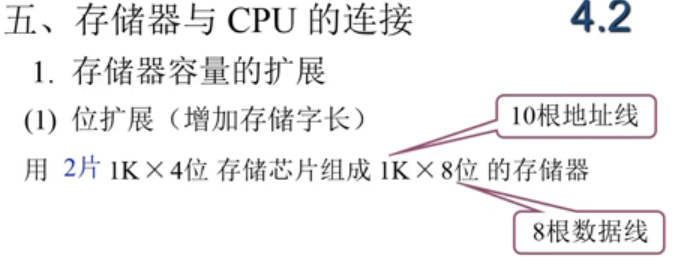 五、存储器与 CPU 的连接 4.2
1. 存储器容量的扩展
(1) 位扩展（增加存储字长）
10根地址线
用 2片 1K×4位 存储芯片组成 1K×8位 的存储器
8根数据线